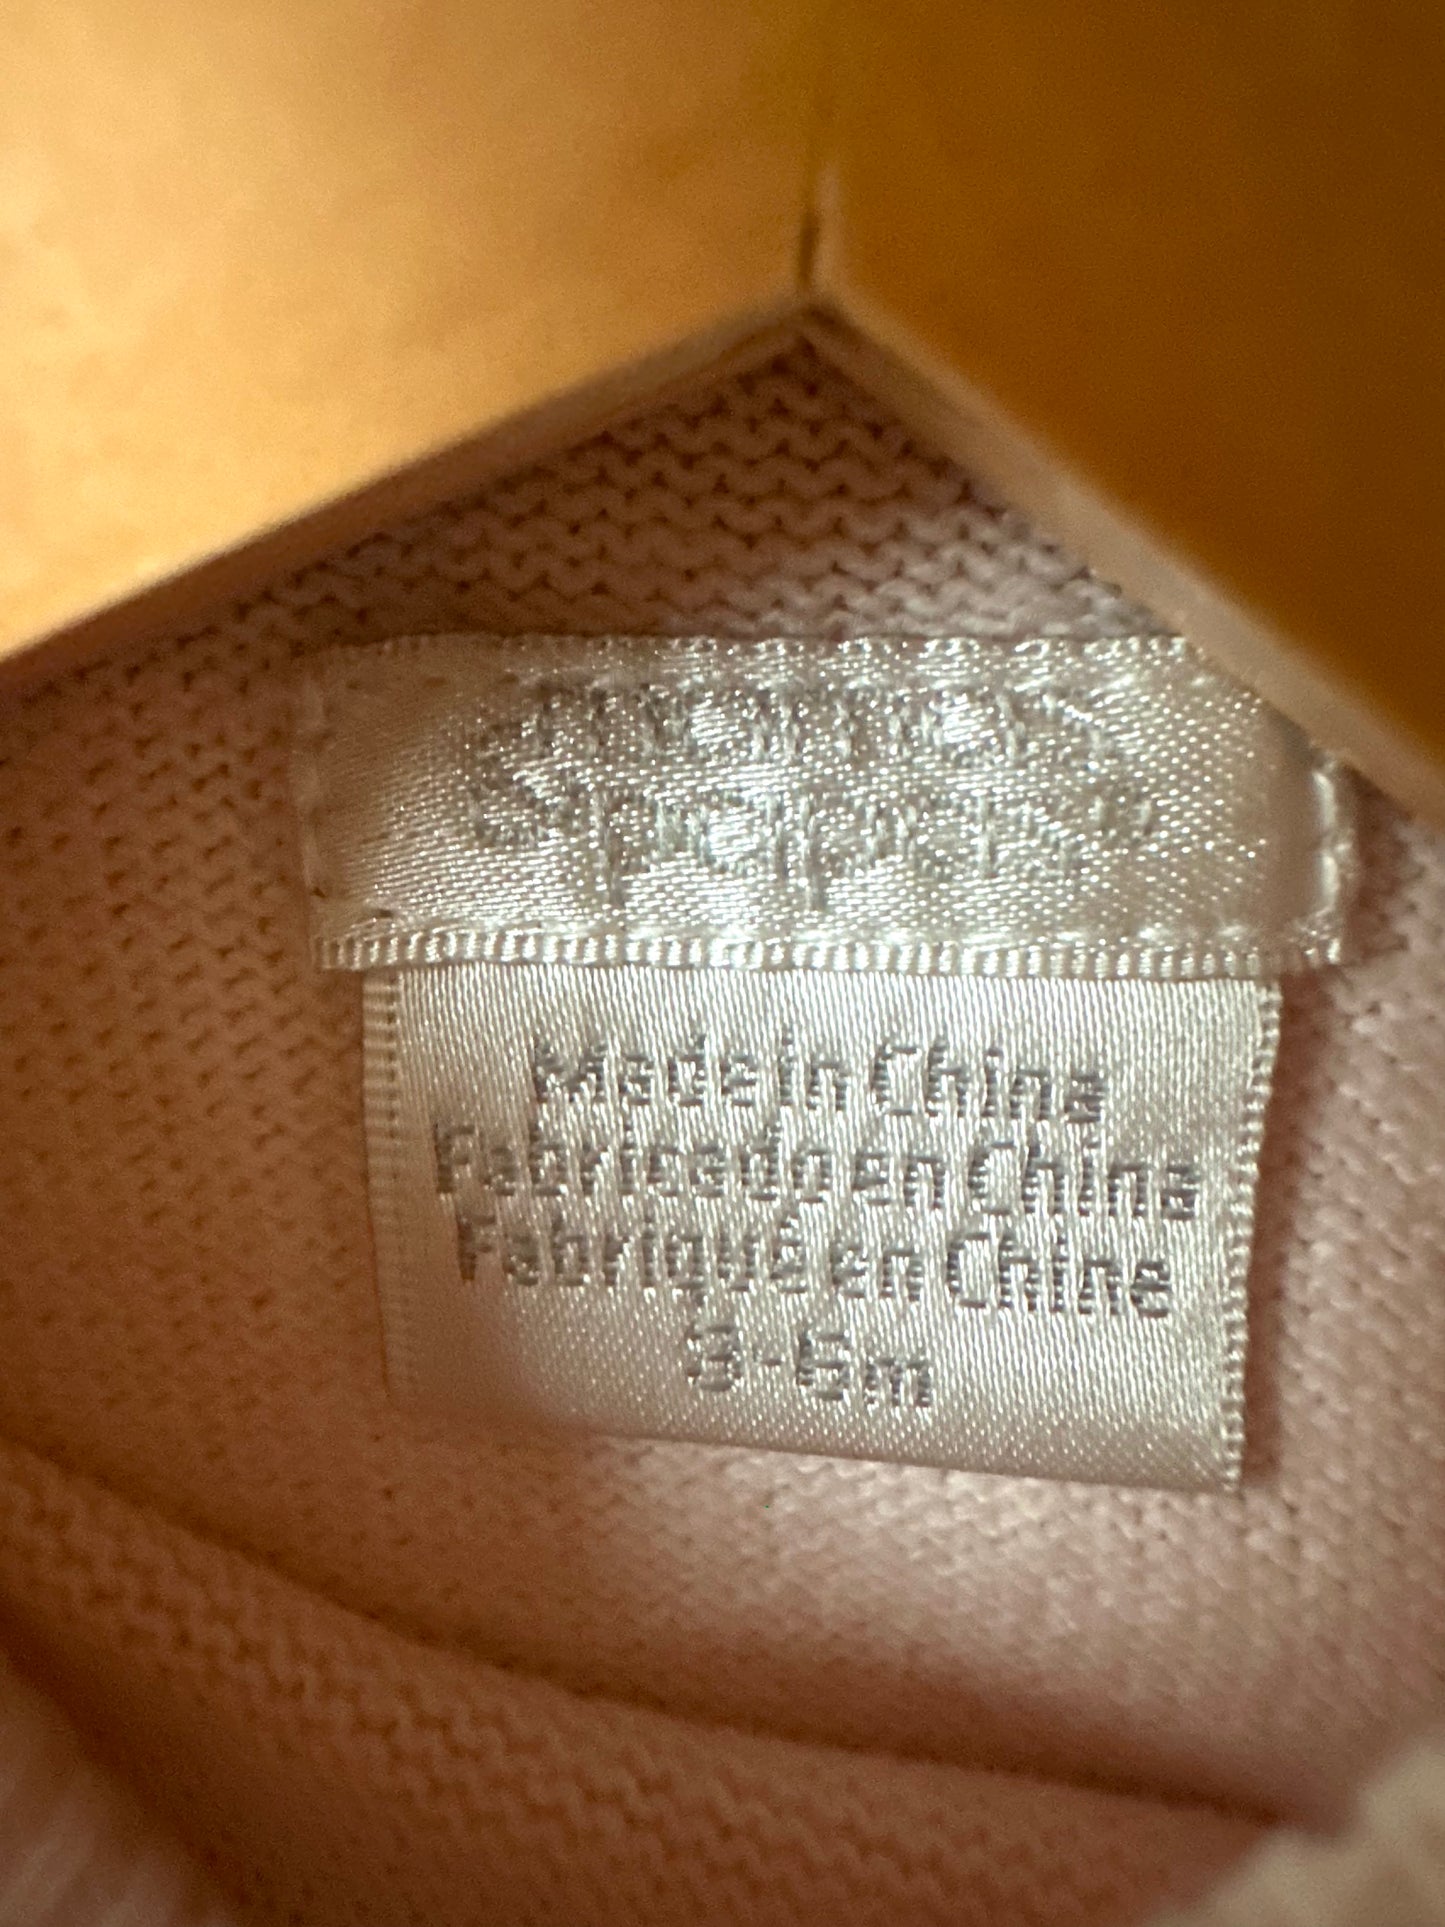 Made in China
Fabricado en China
Fabriqué en Chine
3-6m